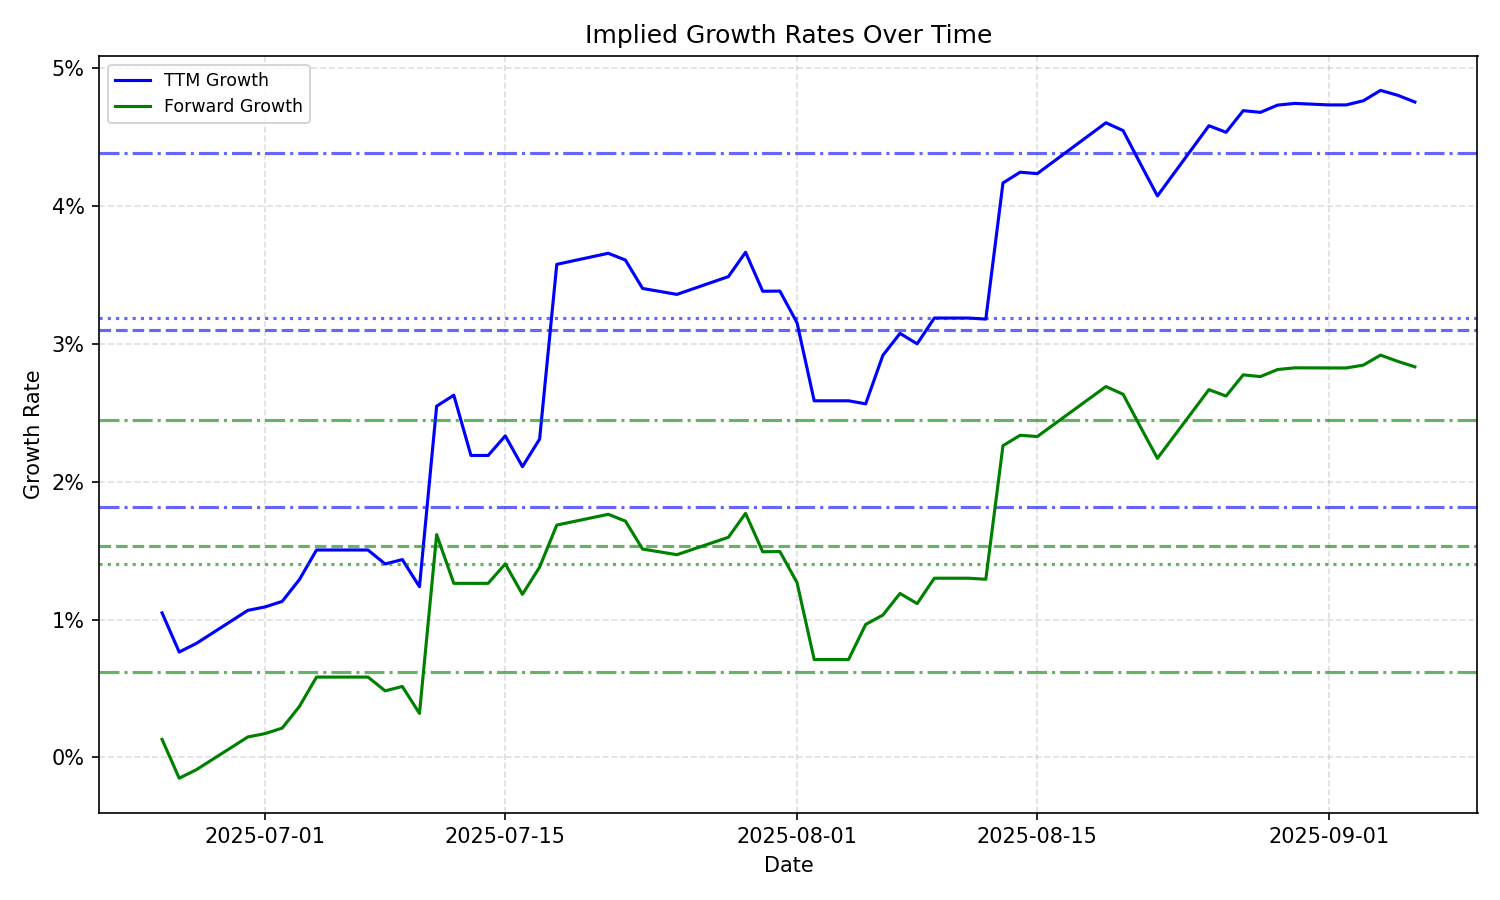 Implied Growth Rates Over Time
TTM Growth
Forward Growth
5%
4%
3%
2%
1%
0%
Growth Rate
2025-07-01
2025-07-15
2025-08-01
2025-08-15
2025-09-01
Date